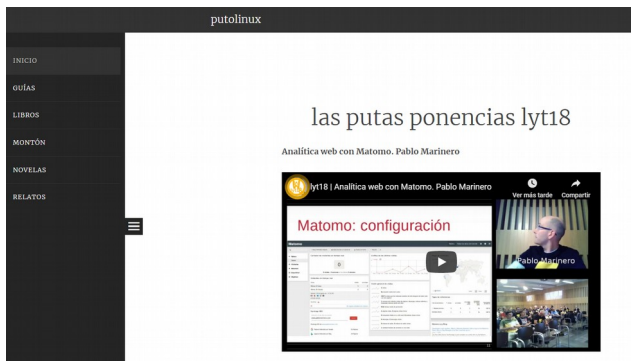 putolinux
INICIO
GUÍAS
LIBROS
MONTÓN
NOVELAS
RELATOS
las putas ponencias lyt18
Analítica web con Matomo. Pablo Marinero
lyt18 | Analítica web con Matomo. Pablo Marinero
Ver más tarde
Compartir
Matomo: configuración
Pablo Marinero